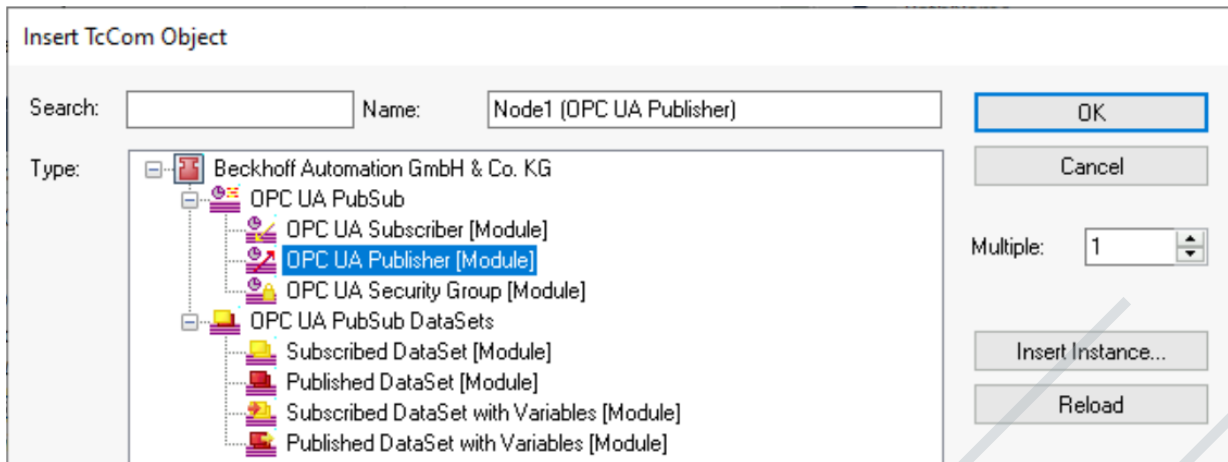 Insert TcCom Object
Search:
Name:
Node1 (OPC UA Publisher)
OK
Type:
Beckhoff Automation GmbH & Co. KG
Cancel
OPC UA PubSub
OPC UA Subscriber [Module]
OPC UA Publisher [Module]
Multiple:
1
OPC UA Security Group [Module]
OPC UA PubSub DataSets
Subscribed DataSet [Module]
Insert Instance...
Published DataSet [Module]
Reload
Subscribed DataSet with Variables [Module]
Published DataSet with Variables [Module]